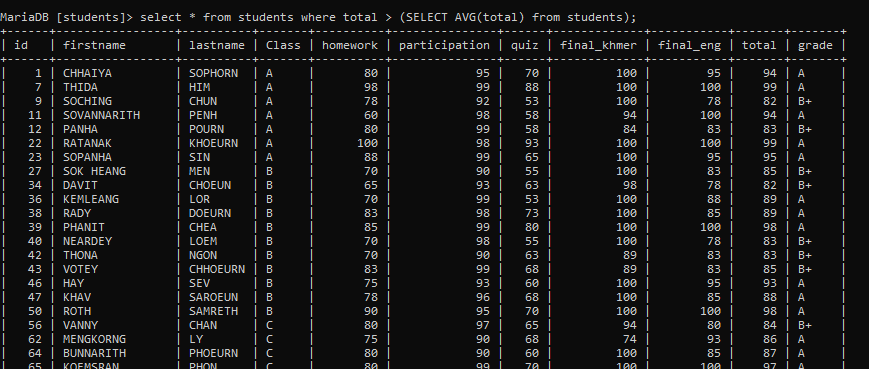 MariaDB [students]> select * from students where total > (SELECT AVG(total) from students);
| id | firstname | lastname | Class | homework | participation | quiz | final_khmer | final_eng | total | grade |
| 1 | CHHAIYA | SOPHORN | A | 80 | 95 | 70 | 100 | 95 | 94 | A |
| 7 | THIDA | HIM | A | 98 | 99 | 88 | 100 | 100 | 99 | A |
| 9 | SOCHING | CHUN | A | 78 | 92 | 53 | 100 | 78 | 82 | B+ |
| 11 | SOVANNARITH | PENH | A | 60 | 98 | 58 | 94 | 100 | 94 | A |
| 12 | PANHA | POURN | A | 80 | 99 | 58 | 84 | 83 | 83 | B+ |
| 22 | RATANAK | KHOEURN | A | 100 | 98 | 93 | 100 | 100 | 99 | A |
| 23 | SOPANHA | SIN | A | 88 | 99 | 65 | 100 | 95 | 95 | A |
| 27 | SOK HEANG | MEN | B | 70 | 90 | 55 | 100 | 83 | 85 | B+ |
| 34 | DAVIT | CHOEUN | B | 65 | 93 | 63 | 98 | 78 | 82 | B+ |
| 36 | KEMLEANG | LOR | B | 70 | 99 | 53 | 100 | 88 | 89 | A |
| 38 | RADY | DOEURN | B | 83 | 98 | 73 | 100 | 85 | 89 | A |
| 39 | PHANIT | CHEA | B | 85 | 99 | 80 | 100 | 100 | 98 | A |
| 40 | NEARDEY | LOEM | B | 70 | 98 | 55 | 100 | 78 | 83 | B+ |
| 42 | THONA | NGON | B | 70 | 90 | 63 | 89 | 83 | 83 | B+ |
| 43 | VOTEY | CHHOEURN | B | 83 | 99 | 68 | 89 | 83 | 85 | B+ |
| 46 | HAY | SEV | B | 75 | 93 | 60 | 100 | 95 | 93 | A |
| 47 | KHAV | SAROEUN | B | 78 | 96 | 68 | 100 | 85 | 88 | A |
| 50 | ROTH | SAMRETH | B | 90 | 95 | 70 | 100 | 100 | 98 | A |
| 56 | VANNY | CHAN | C | 80 | 97 | 65 | 94 | 80 | 84 | B+ |
| 62 | MENGKORNG | LY | C | 75 | 90 | 68 | 74 | 93 | 86 | A |
| 64 | BUNNARITH | PHOEURN | C | 80 | 90 | 60 | 100 | 85 | 87 | A |
| 65 | KOEMSRAN | PHON | C | 80 | 99 | 70 | 100 | 100 | 97 | A |